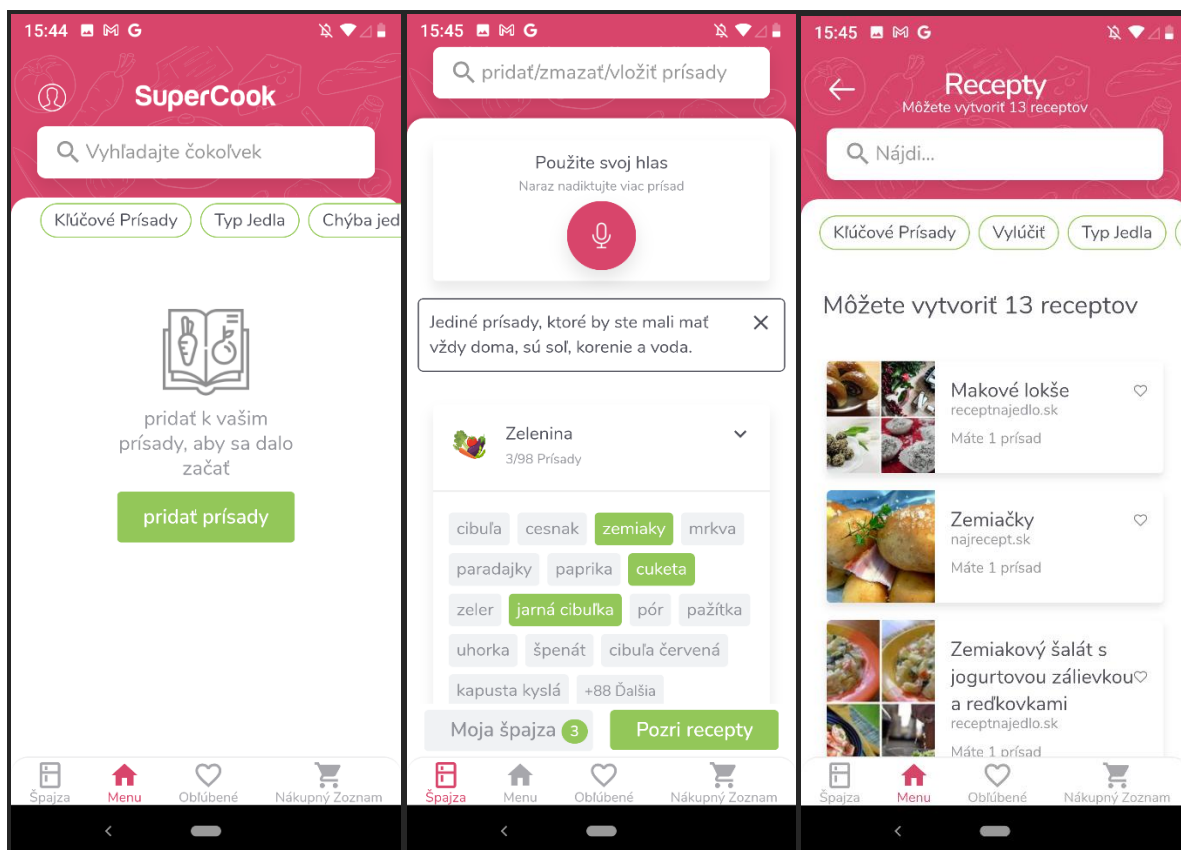 15:44
SuperCook
Vyhľadajte čokoľvek
Kľúčové Prísady
Typ Jedla
Chýba jed
pridať k vašim
prísady, aby sa dalo
začať
pridať prísady
Špajza
Menu
Obľúbené
Nákupný Zoznam
15:45
pridať/zmazať/vložiť prísady
Použite svoj hlas
Naraz nadiktujte viac prísad
Jediné prísady, ktoré by ste mali mať
vždy doma, sú soľ, korenie a voda.
Zelenina
3/98 Prísady
cibuľa cesnak zemiaky mrkva
paradajky paprika cuketa
zeler jarná cibuľka pór pažítka
uhorka špenát cibuľa červená
kapusta kyslá +88 Ďalšia
Moja špajza 3
Pozri recepty
Špajza
Menu
Obľúbené
Nákupný Zoznam
15:45
Recepty
Môžete vytvoriť 13 receptov
Nájdi...
Kľúčové Prísady
Vylúčiť
Typ Jedla
Môžete vytvoriť 13 receptov
Makové lokše
receptnajedlo.sk
Máte 1 prísad
Zemiačky
najrecept.sk
Máte 1 prísad
Zemiakový šalát s
jogurtovou zálievkou
a reďkovkami
receptnajedlo.sk
Máte 1 prísad
Špajza
Menu
Obľúbené
Nákupný Zoznam